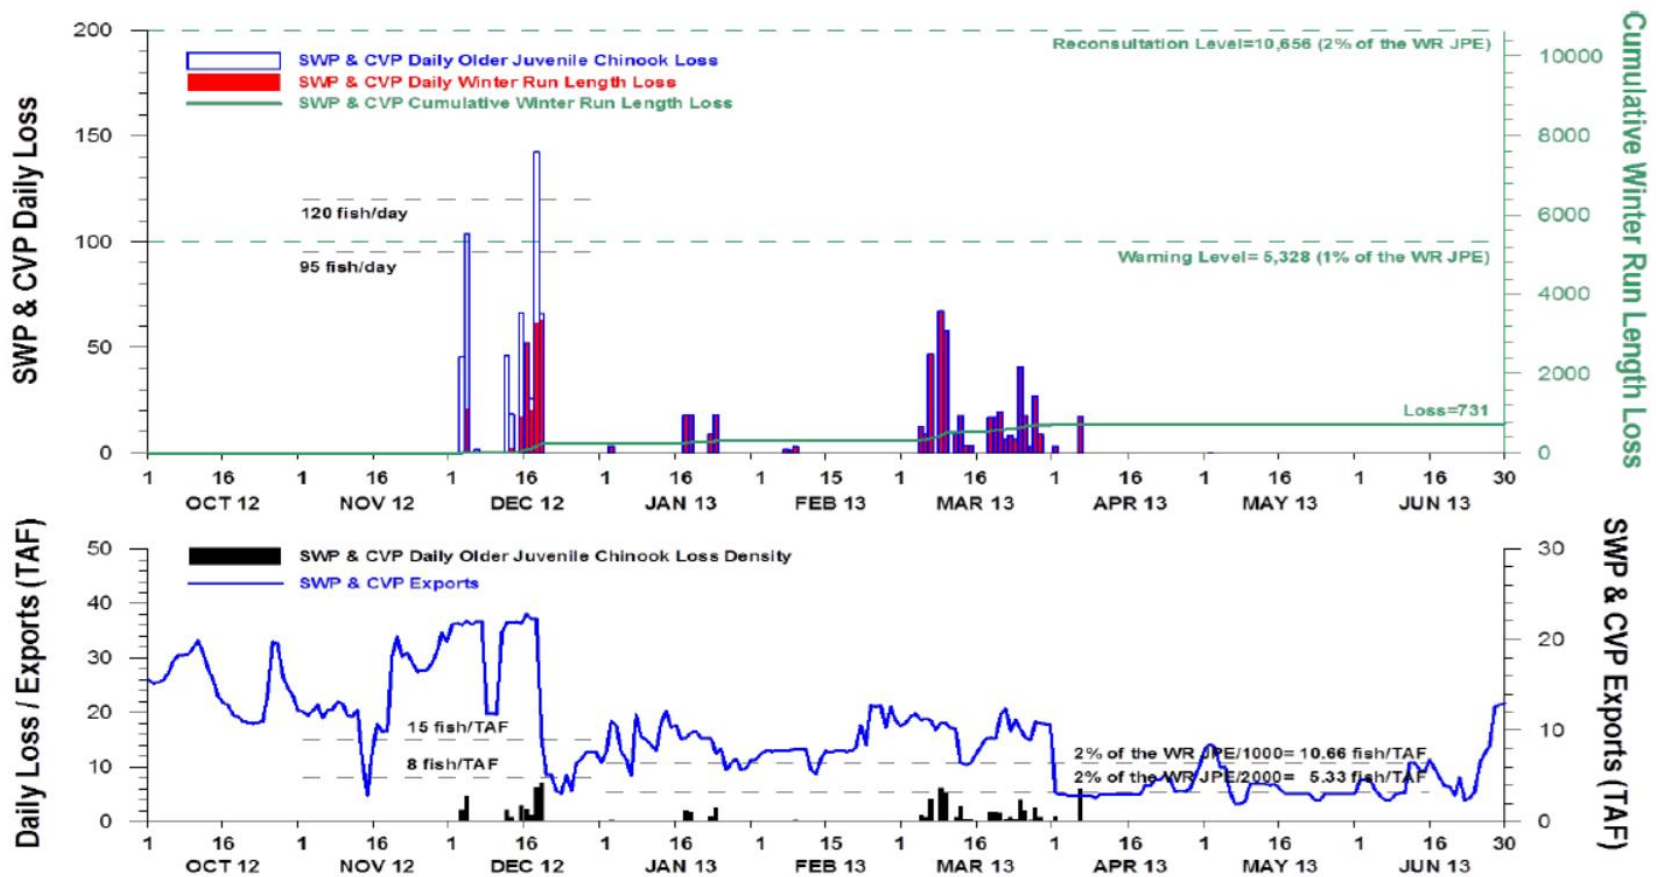 SWP & CVP Daily Loss
200
150
100
50
0
SWP & CVP Daily Older Juvenile Chinook Loss
SWP & CVP Daily Winter Run Length Loss
SWP & CVP Cumulative Winter Run Length Loss
Reconsultation Level=10,656 (2% of the WR JPE)
120 fish/day
95 fish/day
Warning Level= 5,328 (1% of the WR JPE)
Loss=731
10000
8000
6000
4000
2000
0
Cumulative Winter Run Length Loss
1 16 1 16 1 16 1 16 1 15 1 16 1 16 1 16 1 16 30
OCT 12 NOV 12 DEC 12 JAN 13 FEB 13 MAR 13 APR 13 MAY 13 JUN 13
Daily Loss / Exports (TAF)
50
40
30
20
10
0
SWP & CVP Daily Older Juvenile Chinook Loss Density
SWP & CVP Exports
15 fish/TAF
8 fish/TAF
2% of the WR JPE/1000= 10.66 fish/TAF
2% of the WR JPE/2000= 5.33 fish/TAF
30
20
10
0
SWP & CVP Exports (TAF)
1 16 1 16 1 16 1 16 1 15 1 16 1 16 1 16 1 16 30
OCT 12 NOV 12 DEC 12 JAN 13 FEB 13 MAR 13 APR 13 MAY 13 JUN 13